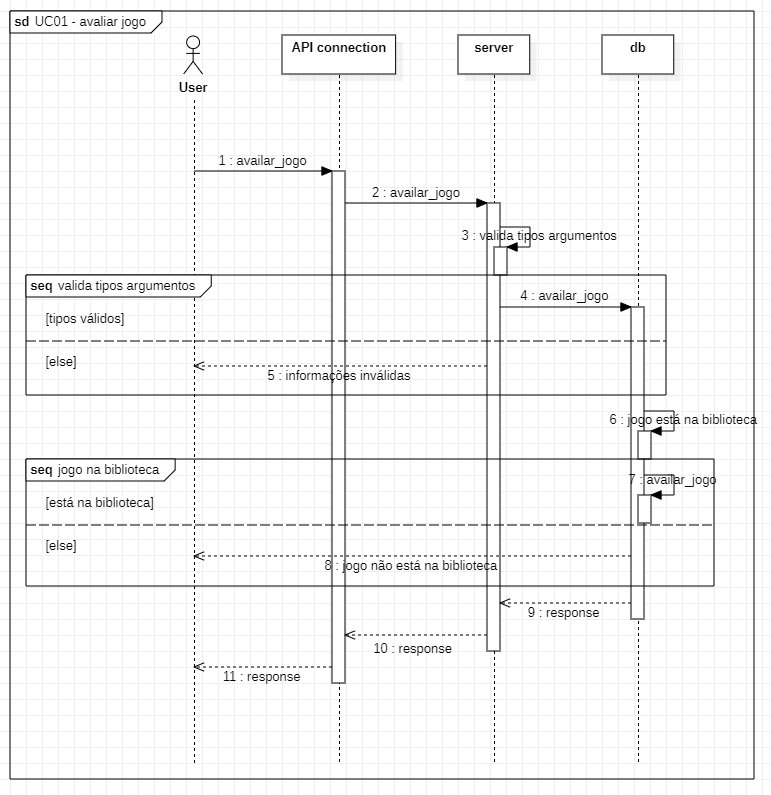 sd UC01 - avaliar jogo
API connection
server
db
User
1 : availar_jogo
2 : availar_jogo
3 : valida tipos argumentos
seq valida tipos argumentos
4 : availar_jogo
[tipos válidos]
[else]
5 : informações inválidas
6 : jogo está na biblioteca
seq jogo na biblioteca
7 : availar_jogo
[está na biblioteca]
[else]
8 : jogo não está na biblioteca
9 : response
10 : response
11 : response